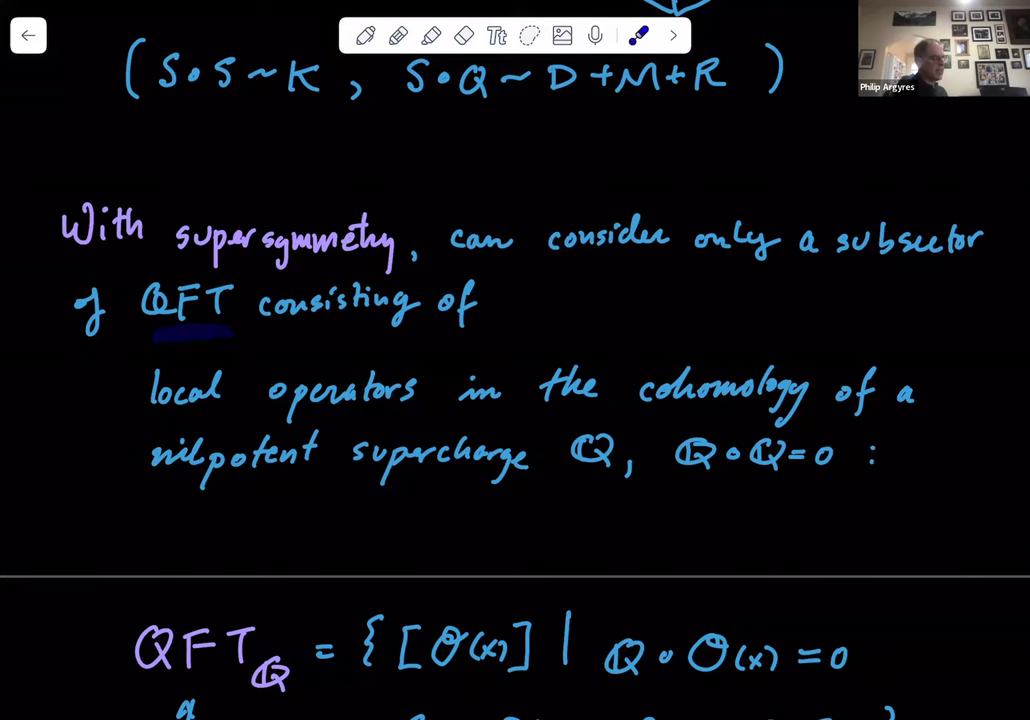 Tt
Philip Argyres
(S∘S ~ K , S∘Q ~ D + M + R )
With supersymmetry, can consider only a subsector
of QFT consisting of
local operators in the cohomology of a
nilpotent supercharge ℚ, ℚ∘ℚ=0 :
QFT_ℚ = { [𝒪(x)] | ℚ∘𝒪(x) = 0